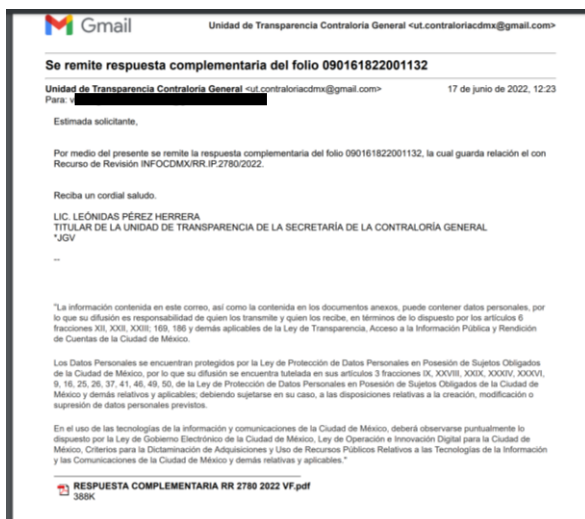 Gmail
Unidad de Transparencia Contraloría General <ut.contraloriacdmx@gmail.com>
Se remite respuesta complementaria del folio 090161822001132
Unidad de Transparencia Contraloría General <ut.contraloriacdmx@gmail.com> 17 de junio de 2022, 12:23
Para: v
Estimada solicitante,
Por medio del presente se remite la respuesta complementaria del folio 090161822001132, la cual guarda relación el con
Recurso de Revisión INFOCDMX/RR.IP.2780/2022.
Reciba un cordial saludo.
LIC. LEÓNIDAS PÉREZ HERRERA
TITULAR DE LA UNIDAD DE TRANSPARENCIA DE LA SECRETARÍA DE LA CONTRALORÍA GENERAL
*JGV
--
"La información contenida en este correo, así como la contenida en los documentos anexos, puede contener datos personales, por
lo que su difusión es responsabilidad de quien los transmite y quien los recibe, en términos de lo dispuesto por los artículos 6
fracciones XII, XXII, XXIII; 169, 186 y demás aplicables de la Ley de Transparencia, Acceso a la Información Pública y Rendición
de Cuentas de la Ciudad de México.
Los Datos Personales se encuentran protegidos por la Ley de Protección de Datos Personales en Posesión de Sujetos Obligados
de la Ciudad de México, por lo que su difusión se encuentra tutelada en sus artículos 3 fracciones IX, XXVIII, XXIX, XXXIV, XXXVI,
9, 16, 25, 26, 37, 41, 46, 49, 50, de la Ley de Protección de Datos Personales en Posesión de Sujetos Obligados de la Ciudad de
México y demás relativos y aplicables; debiendo sujetarse en su caso, a las disposiciones relativas a la creación, modificación o
supresión de datos personales previstos.
En el uso de las tecnologías de la información y comunicaciones de la Ciudad de México, deberá observarse puntualmente lo
dispuesto por la Ley de Gobierno Electrónico de la Ciudad de México, Ley de Operación e Innovación Digital para la Ciudad de
México, Criterios para la Dictaminación de Adquisiciones y Uso de Recursos Públicos Relativos a las Tecnologías de la Información
y las Comunicaciones de la Ciudad de México y demás relativas y aplicables."
RESPUESTA COMPLEMENTARIA RR 2780 2022 VF.pdf
388K